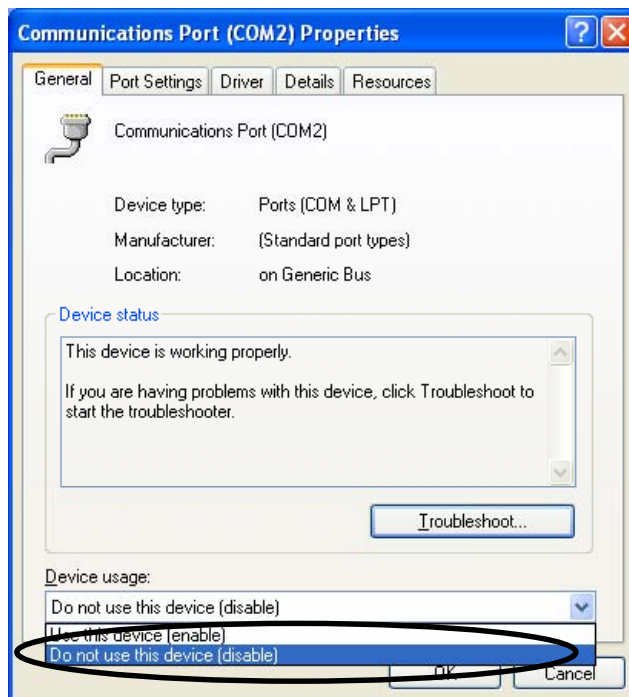 Communications Port (COM2) Properties
General Port Settings Driver Details Resources
Communications Port (COM2)
Device type: Ports (COM & LPT)
Manufacturer: (Standard port types)
Location: on Generic Bus
Device status
This device is working properly.
If you are having problems with this device, click Troubleshoot to
start the troubleshooter.
Troubleshoot...
Device usage:
Do not use this device (disable)
Use this device (enable)
Do not use this device (disable)
OK Cancel